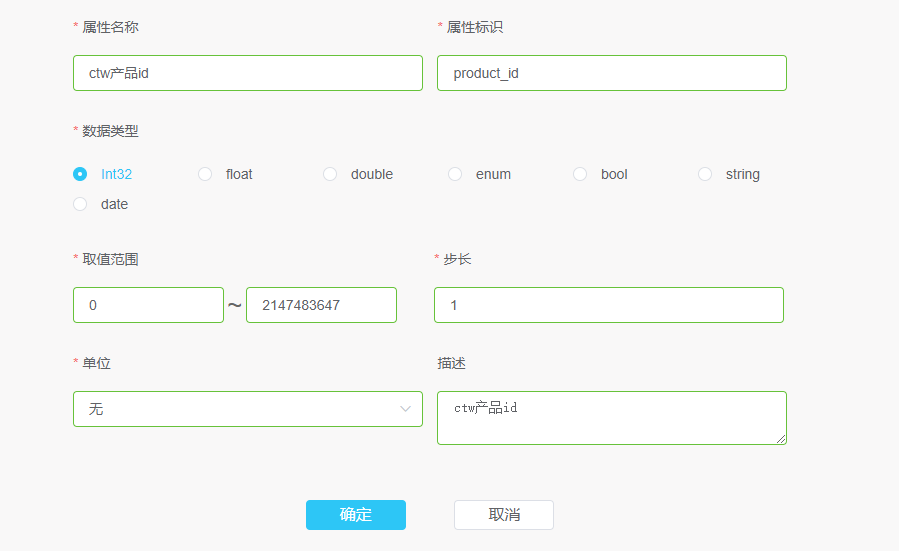 * 属性名称 * 属性标识
ctw产品id product_id
* 数据类型
Int32 float double enum bool string
date
* 取值范围 * 步长
0 ~ 2147483647 1
* 单位 描述
无 ctw产品id
确定 取消